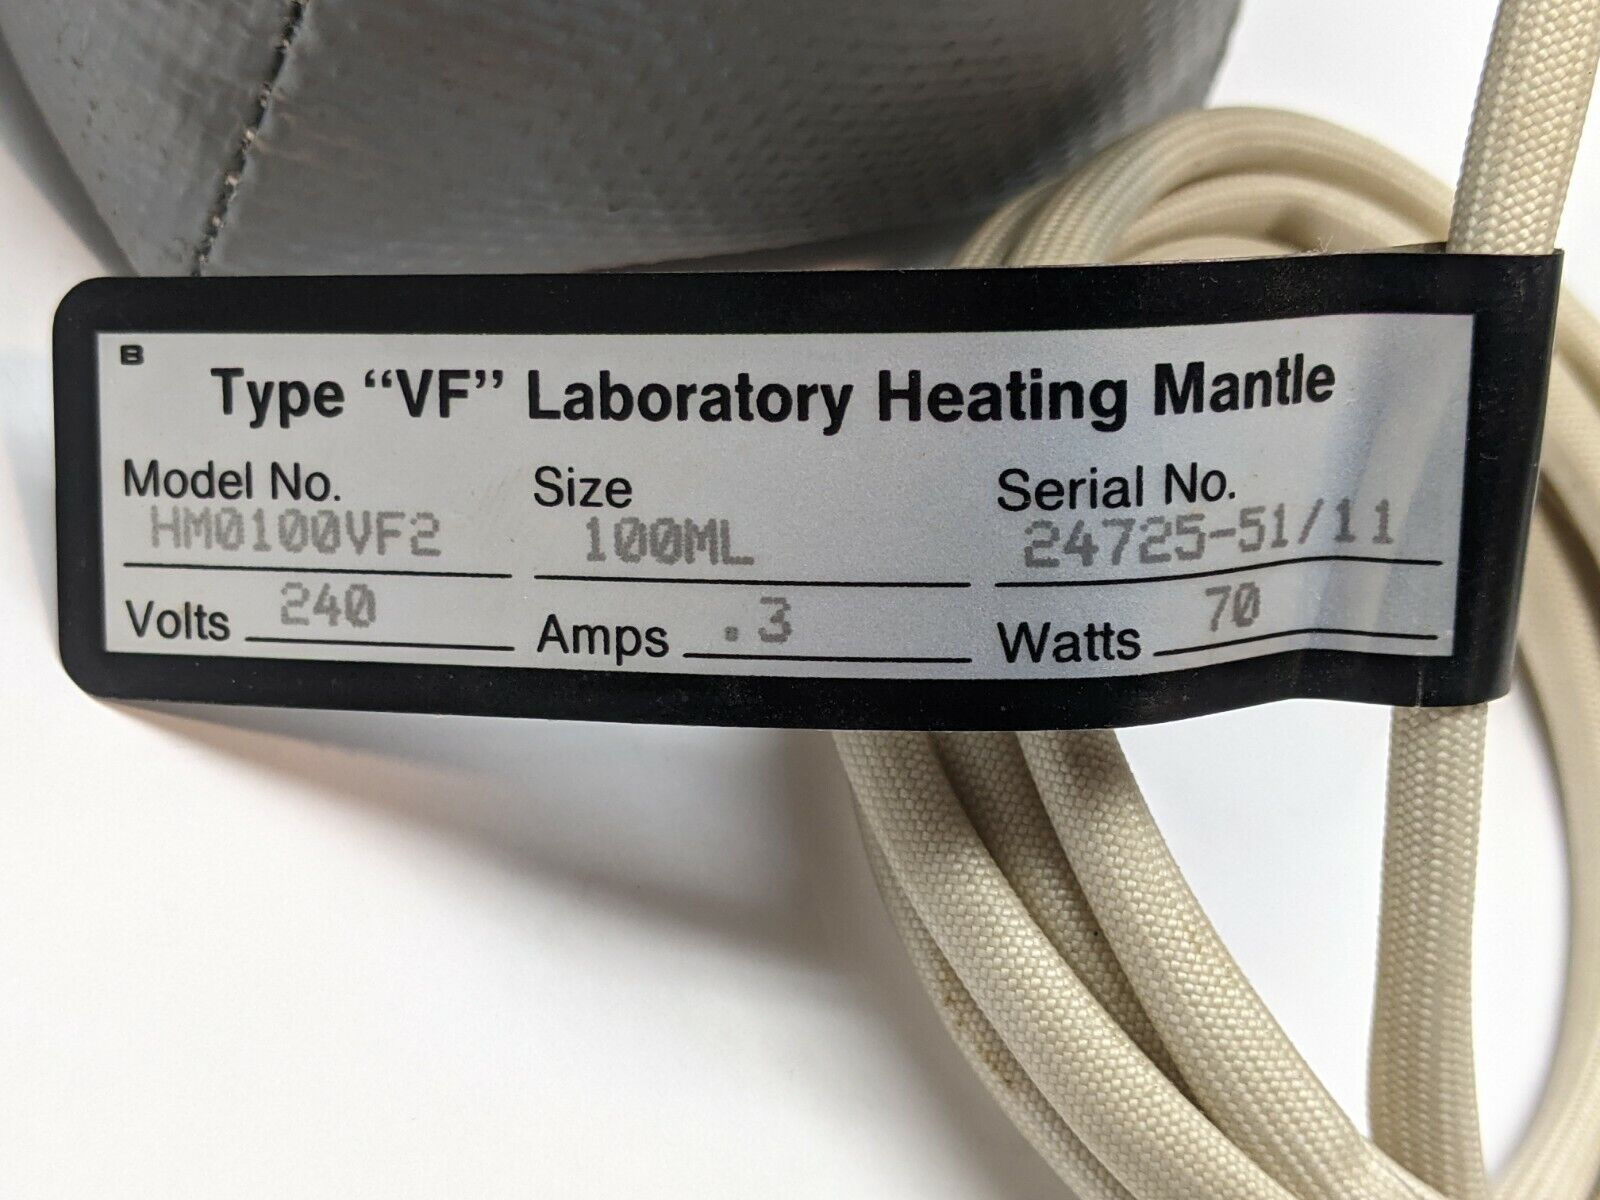 B
Type “VF” Laboratory Heating Mantle
Model No. Size Serial No.
HM0100VF2 100ML 24725-51/11
Volts 240 Amps .3 Watts 70